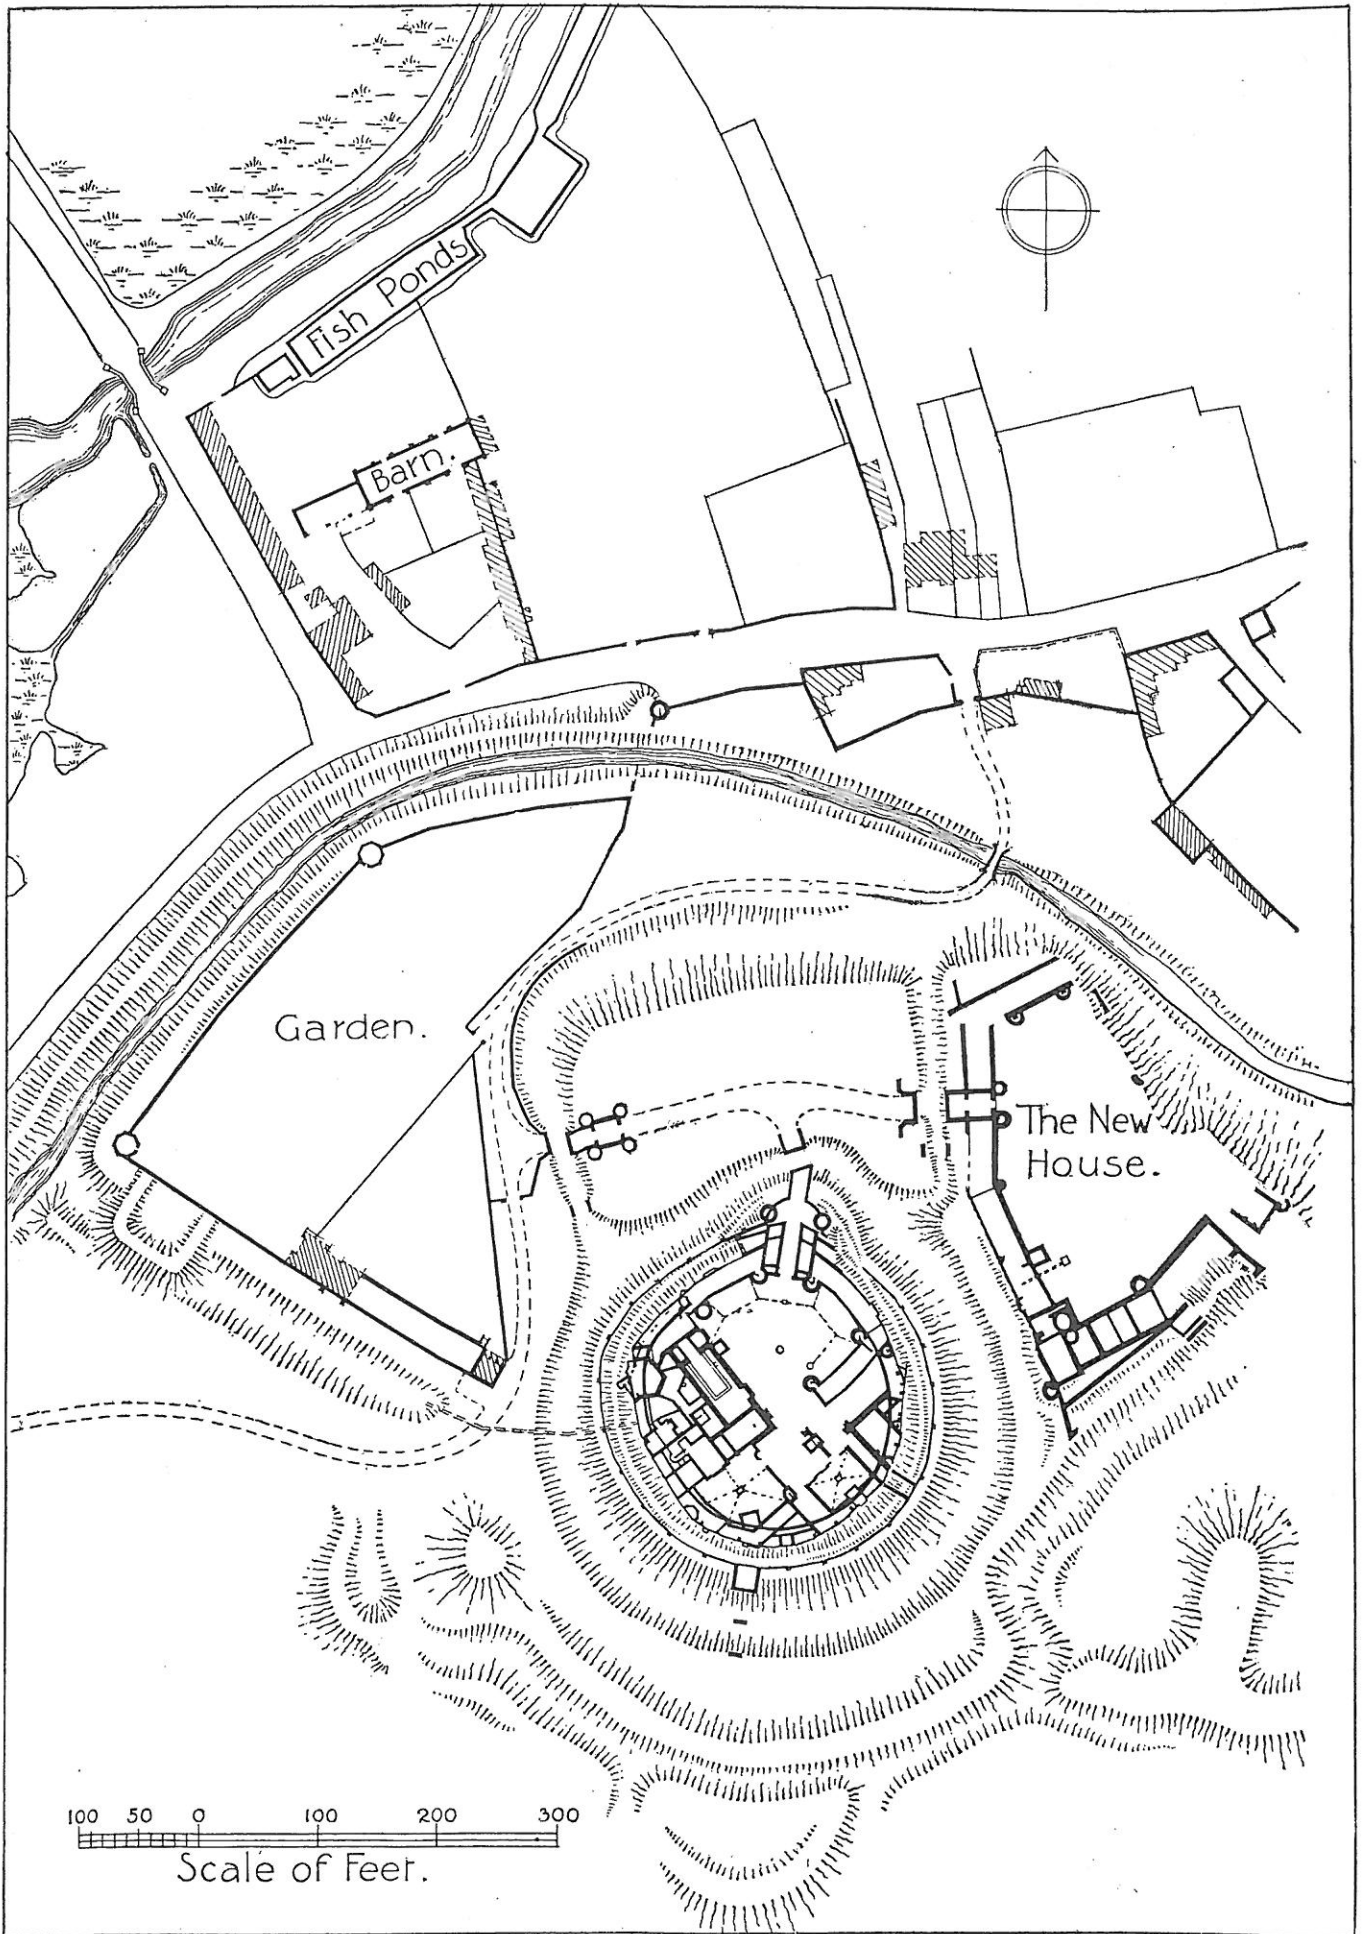 Fish Ponds
Barn.
Garden.
The New
House.
100 50 0 100 200 300
Scale of Feet.